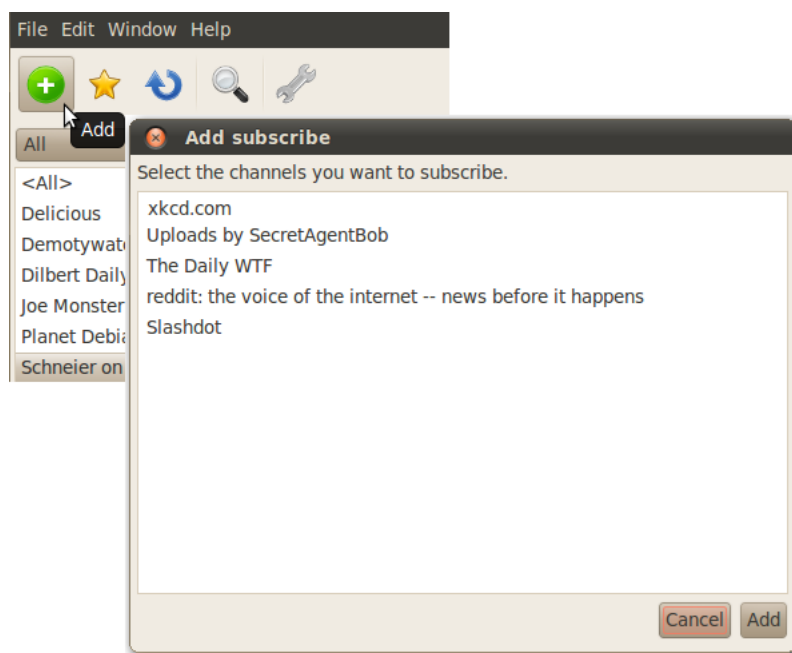 File Edit Window Help
Add
All
<All>
Delicious
Demotywat
Dilbert Daily
Joe Monster
Planet Debi
Schneier on
Add subscribe
Select the channels you want to subscribe.
xkcd.com
Uploads by SecretAgentBob
The Daily WTF
reddit: the voice of the internet -- news before it happens
Slashdot
Cancel Add